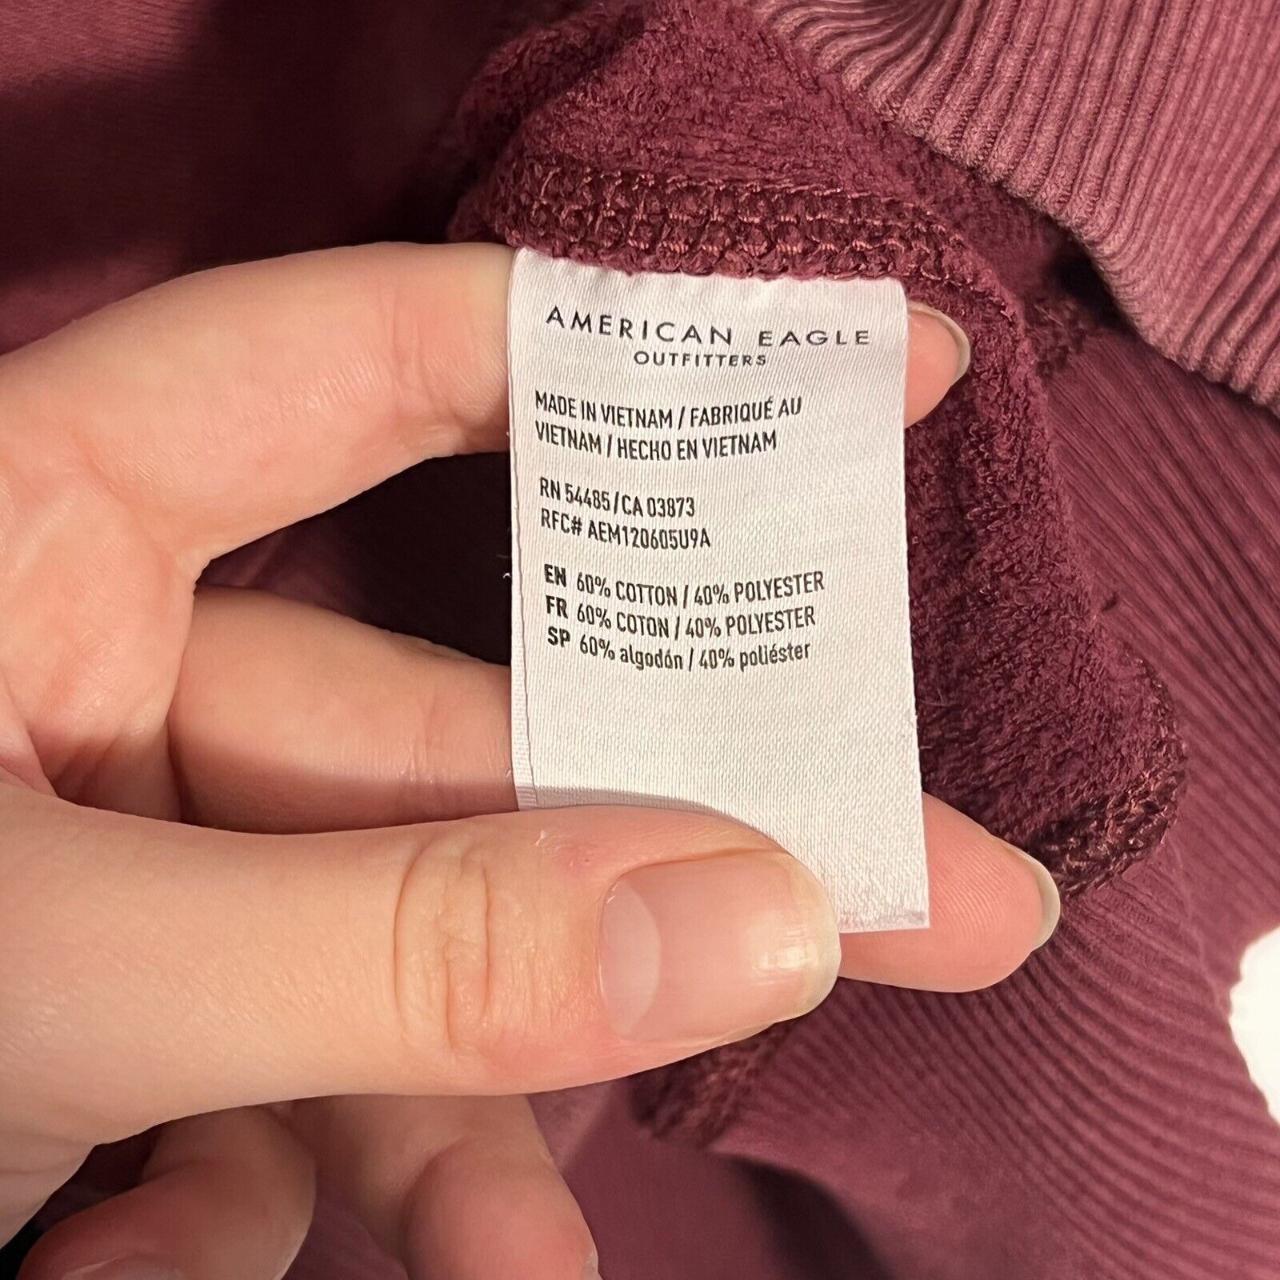 AMERICAN EAGLE
OUTFITTERS
MADE IN VIETNAM / FABRIQUÉ AU
VIETNAM / HECHO EN VIETNAM
RN 54485/CA 03873
RFC# AEM120605U9A
EN 60% COTTON / 40% POLYESTER
FR 60% COTON / 40% POLYESTER
SP 60% algodón / 40% poliéster